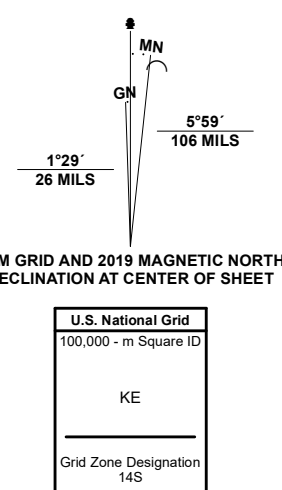 MN
GN
5°59´
106 MILS
1°29´
26 MILS
M GRID AND 2019 MAGNETIC NORTH
ECLINATION AT CENTER OF SHEET
U.S. National Grid
100,000 - m Square ID
KE
Grid Zone Designation
14S